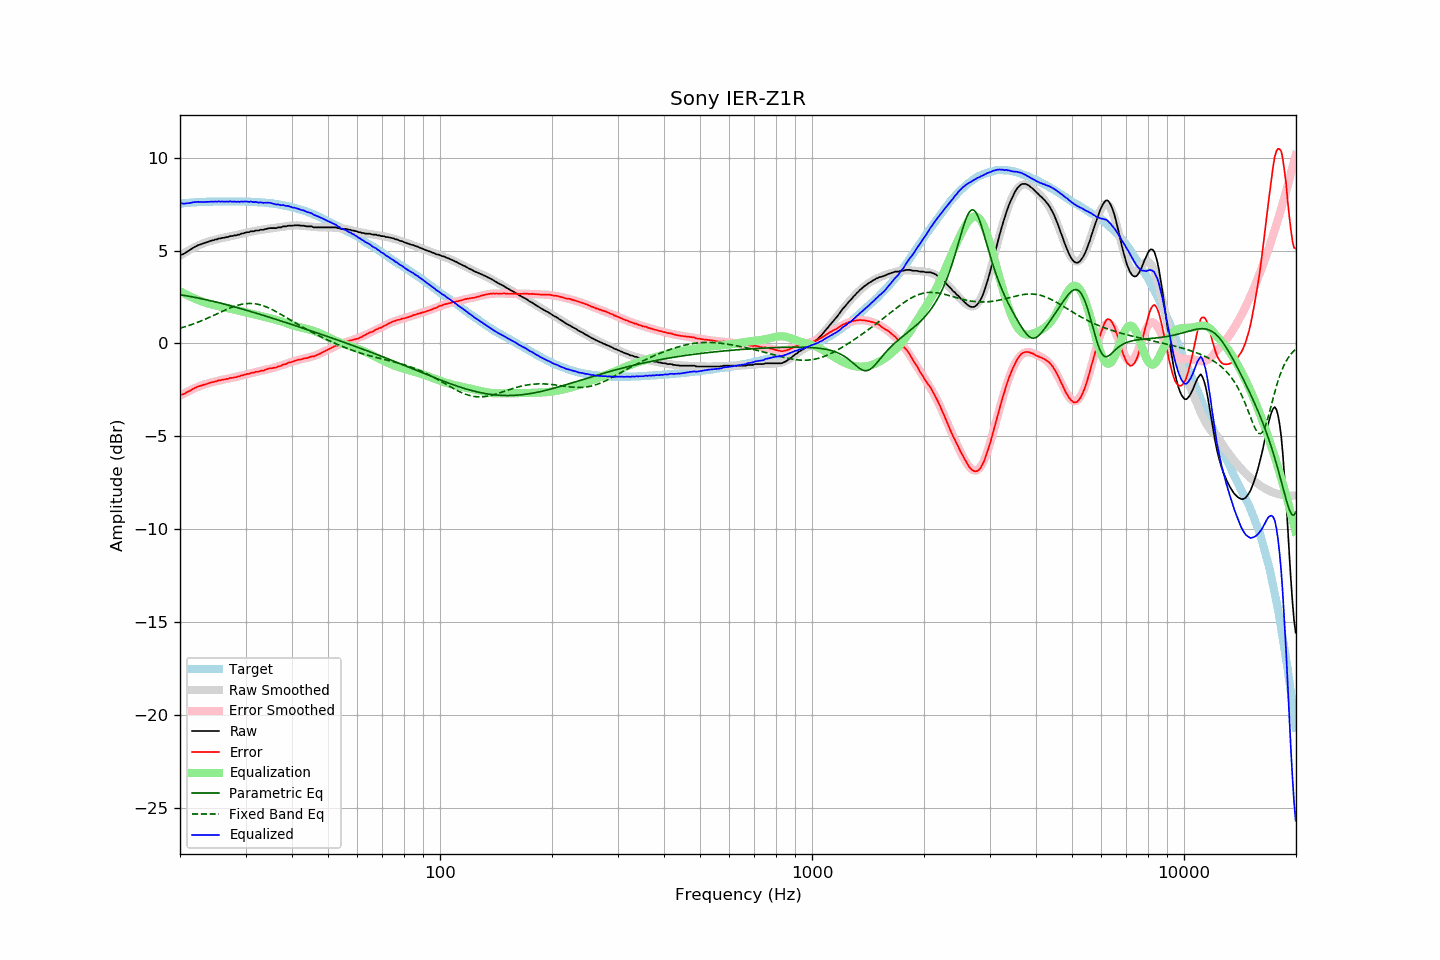 Sony IER-Z1R
10
5
0
−5
−10
−15
−20
−25
Amplitude (dBr)
Target
Raw Smoothed
Error Smoothed
Raw
Error
Equalization
Parametric Eq
Fixed Band Eq
Equalized
100
1000
10000
Frequency (Hz)